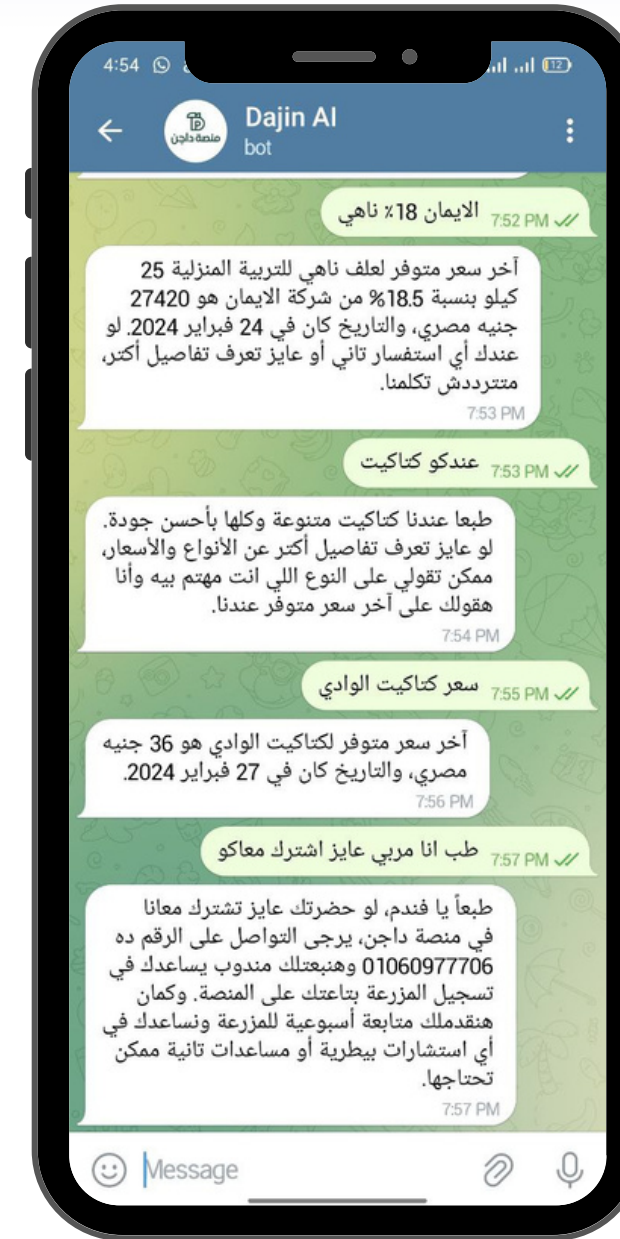 4:54
Dajin AI
منصة داجن
bot
الايمان 18٪ ناهي
7:52 PM
آخر سعر متوفر لعلف ناهي للتربية المنزلية 25
كيلو بنسبة 18.5% من شركة الايمان هو 27420
جنيه مصري، والتاريخ كان في 24 فبراير 2024. لو
عندك أي استفسار تاني أو عايز تعرف تفاصيل أكتر،
متترددش تكلمنا.
7:53 PM
عندكو كتاكيت
7:53 PM
طبعا عندنا كتاكيت متنوعة وكلها بأحسن جودة.
لو عايز تعرف تفاصيل أكتر عن الأنواع والأسعار،
ممكن تقولي على النوع اللي انت مهتم بيه وأنا
هقولك على آخر سعر متوفر عندنا.
7:54 PM
سعر كتاكيت الوادي
7:55 PM
آخر سعر متوفر لكتاكيت الوادي هو 36 جنيه
مصري، والتاريخ كان في 27 فبراير 2024.
7:56 PM
طب انا مربي عايز اشترك معاكو
7:57 PM
طبعاً يا فندم، لو حضرتك عايز تشترك معانا
في منصة داجن، يرجى التواصل على الرقم ده
01060977706 وهنبعتلك مندوب يساعدك في
تسجيل المزرعة بتاعتك على المنصة. وكمان
هنقدملك متابعة أسبوعية للمزرعة ونساعدك في
أي استشارات بيطرية أو مساعدات تانية ممكن
تحتاجها.
7:57 PM
Message